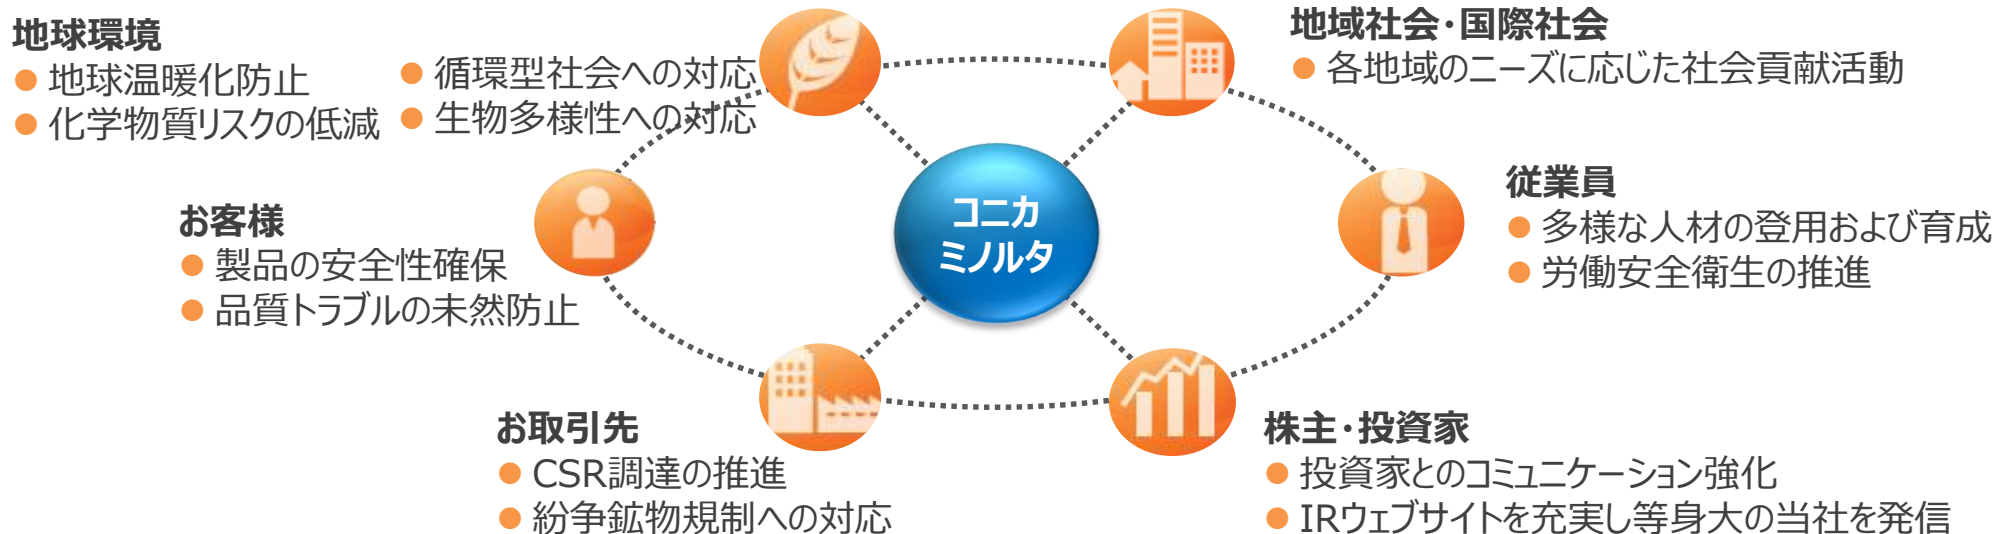 地球環境
● 地球温暖化防止
● 化学物質リスクの低減
● 循環型社会への対応
● 生物多様性への対応
地域社会・国際社会
● 各地域のニーズに応じた社会貢献活動
お客様
● 製品の安全性確保
● 品質トラブルの未然防止
コニカ
ミノルタ
従業員
● 多様な人材の登用および育成
● 労働安全衛生の推進
お取引先
● CSR調達の推進
● 紛争鉱物規制への対応
株主・投資家
● 投資家とのコミュニケーション強化
● IRウェブサイトを充実し等身大の当社を発信